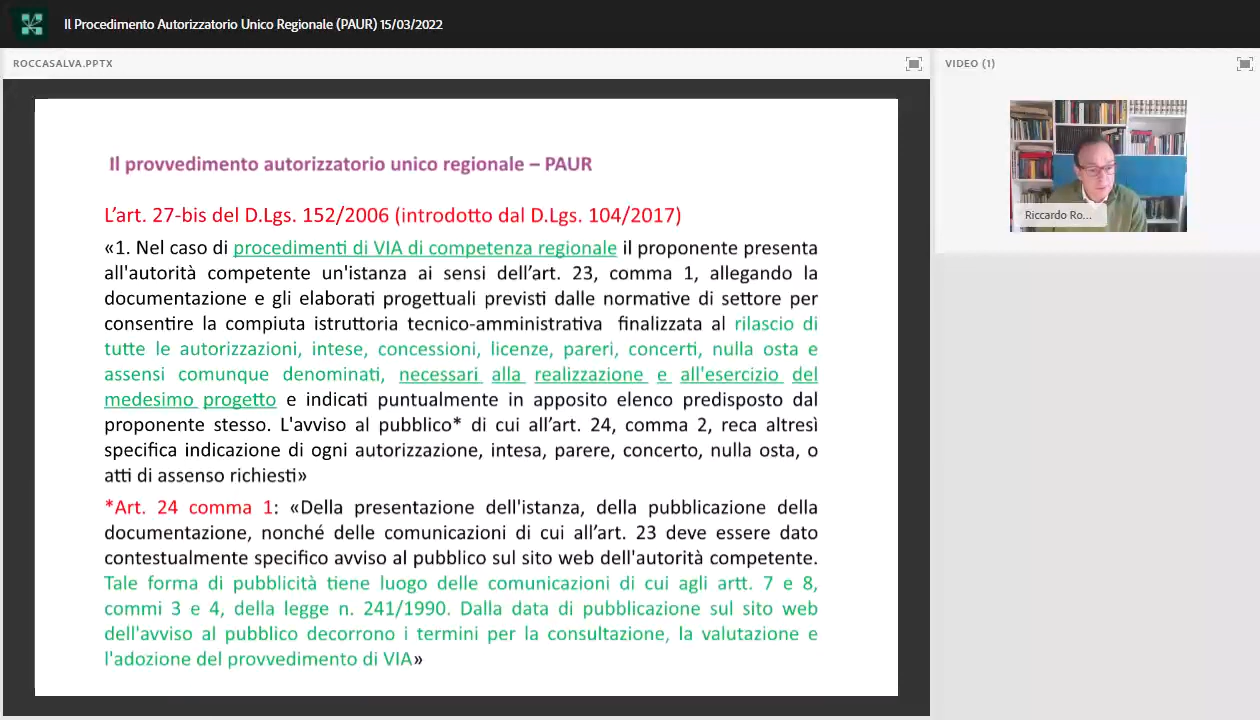 Il Procedimento Autorizzatorio Unico Regionale (PAUR) 15/03/2022
ROCCASALVA.PPTX
VIDEO (1)
Il provvedimento autorizzatorio unico regionale – PAUR
L'art. 27-bis del D.Lgs. 152/2006 (introdotto dal D.Lgs. 104/2017)
«1. Nel caso di procedimenti di VIA di competenza regionale il proponente presenta
all'autorità competente un'istanza ai sensi dell'art. 23, comma 1, allegando la
documentazione e gli elaborati progettuali previsti dalle normative di settore per
consentire la compiuta istruttoria tecnico-amministrativa finalizzata al rilascio di
tutte le autorizzazioni, intese, concessioni, licenze, pareri, concerti, nulla osta e
assensi comunque denominati, necessari alla realizzazione e all'esercizio del
medesimo progetto e indicati puntualmente in apposito elenco predisposto dal
proponente stesso. L'avviso al pubblico* di cui all'art. 24, comma 2, reca altresì
specifica indicazione di ogni autorizzazione, intesa, parere, concerto, nulla osta, o
atti di assenso richiesti»
*Art. 24 comma 1: «Della presentazione dell'istanza, della pubblicazione della
documentazione, nonché delle comunicazioni di cui all'art. 23 deve essere dato
contestualmente specifico avviso al pubblico sul sito web dell'autorità competente.
Tale forma di pubblicità tiene luogo delle comunicazioni di cui agli artt. 7 e 8,
commi 3 e 4, della legge n. 241/1990. Dalla data di pubblicazione sul sito web
dell'avviso al pubblico decorrono i termini per la consultazione, la valutazione e
l'adozione del provvedimento di VIA»
Riccardo Ro...